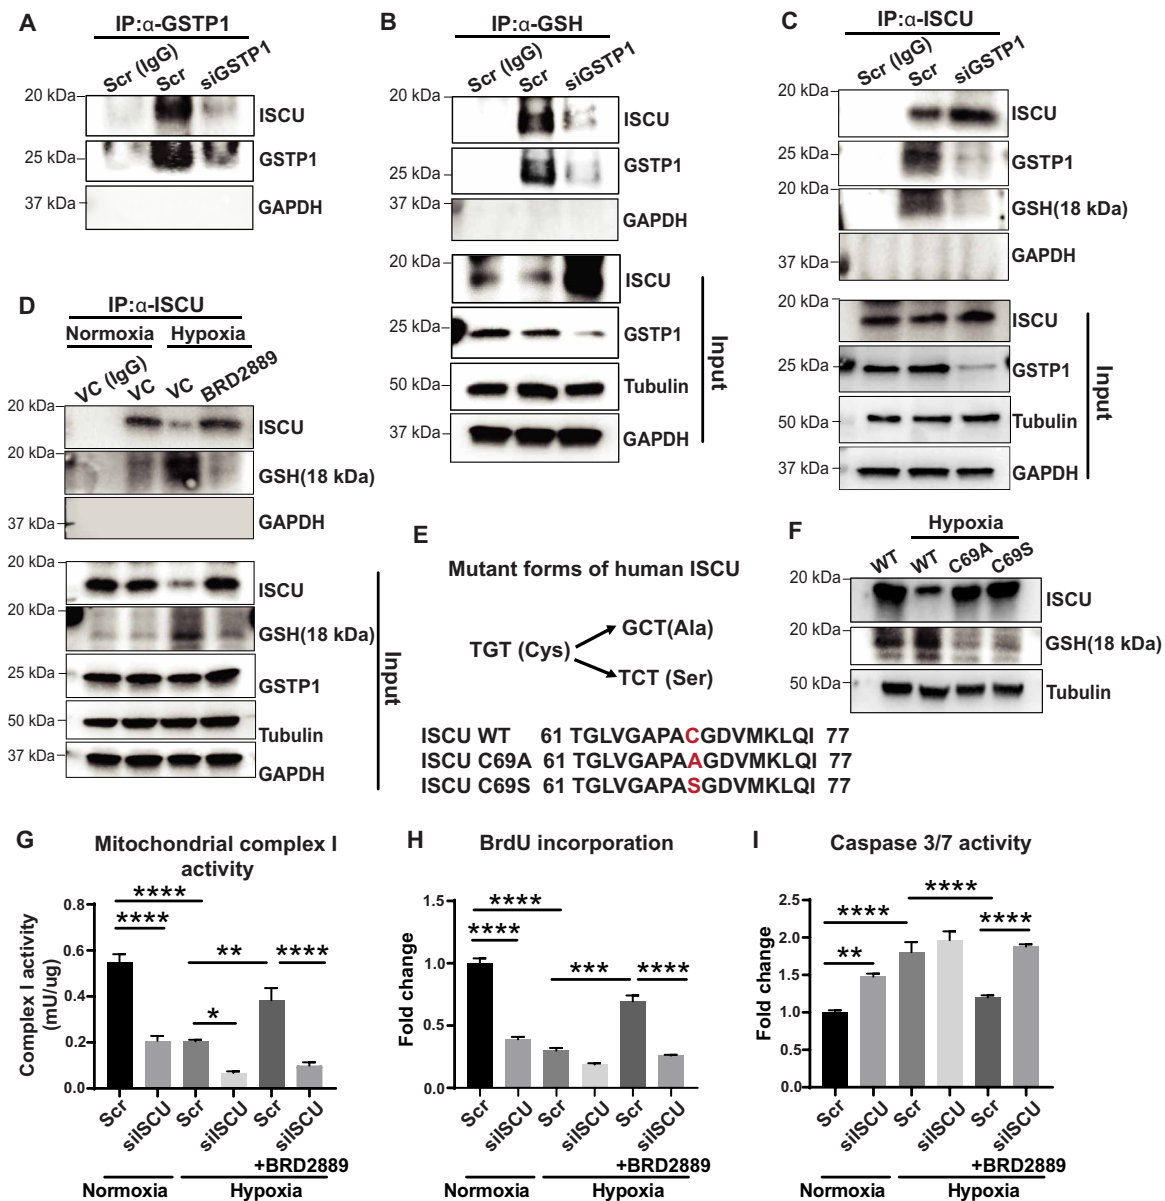 A
IP:α-GSTP1
Scr (IgG)
Scr
siGSTP1
20 kDa
ISCU
25 kDa
GSTP1
37 kDa
GAPDH
B
IP:α-GSH
Scr (IgG)
Scr
siGSTP1
20 kDa
ISCU
25 kDa
GSTP1
37 kDa
GAPDH
20 kDa
ISCU
25 kDa
GSTP1
50 kDa
Tubulin
37 kDa
GAPDH
Input
C
IP:α-ISCU
Scr (IgG)
Scr
siGSTP1
20 kDa
ISCU
25 kDa
GSTP1
20 kDa
GSH(18 kDa)
37 kDa
GAPDH
20 kDa
ISCU
25 kDa
GSTP1
50 kDa
Tubulin
37 kDa
GAPDH
Input
D
IP:α-ISCU
Normoxia Hypoxia
VC (IgG)
VC
VC
BRD2889
20 kDa
ISCU
20 kDa
GSH(18 kDa)
37 kDa
GAPDH
20 kDa
ISCU
20 kDa
GSH(18 kDa)
25 kDa
GSTP1
50 kDa
Tubulin
37 kDa
GAPDH
Input
E
Mutant forms of human ISCU
TGT (Cys)
GCT(Ala)
TCT (Ser)
ISCU WT 61 TGLVGAPACGDVMKLQI 77
ISCU C69A 61 TGLVGAPAAGDVMKLQI 77
ISCU C69S 61 TGLVGAPASGDVMKLQI 77
F
Hypoxia
WT
WT
C69A
C69S
20 kDa
ISCU
20 kDa
GSH(18 kDa)
50 kDa
Tubulin
G
Mitochondrial complex I
activity
Complex I activity
(mU/ug)
0.8
0.6
0.4
0.2
0.0
****
****
**
****
*
Scr
siISCU
Scr
siISCU
Scr
siISCU
+BRD2889
Normoxia
Hypoxia
H
BrdU incorporation
Fold change
1.5
1.0
0.5
0.0
****
****
***
****
Scr
siISCU
Scr
siISCU
Scr
siISCU
+BRD2889
Normoxia
Hypoxia
I
Caspase 3/7 activity
Fold change
2.5
2.0
1.5
1.0
0.5
0.0
****
****
**
****
Scr
siISCU
Scr
siISCU
Scr
siISCU
+BRD2889
Normoxia
Hypoxia